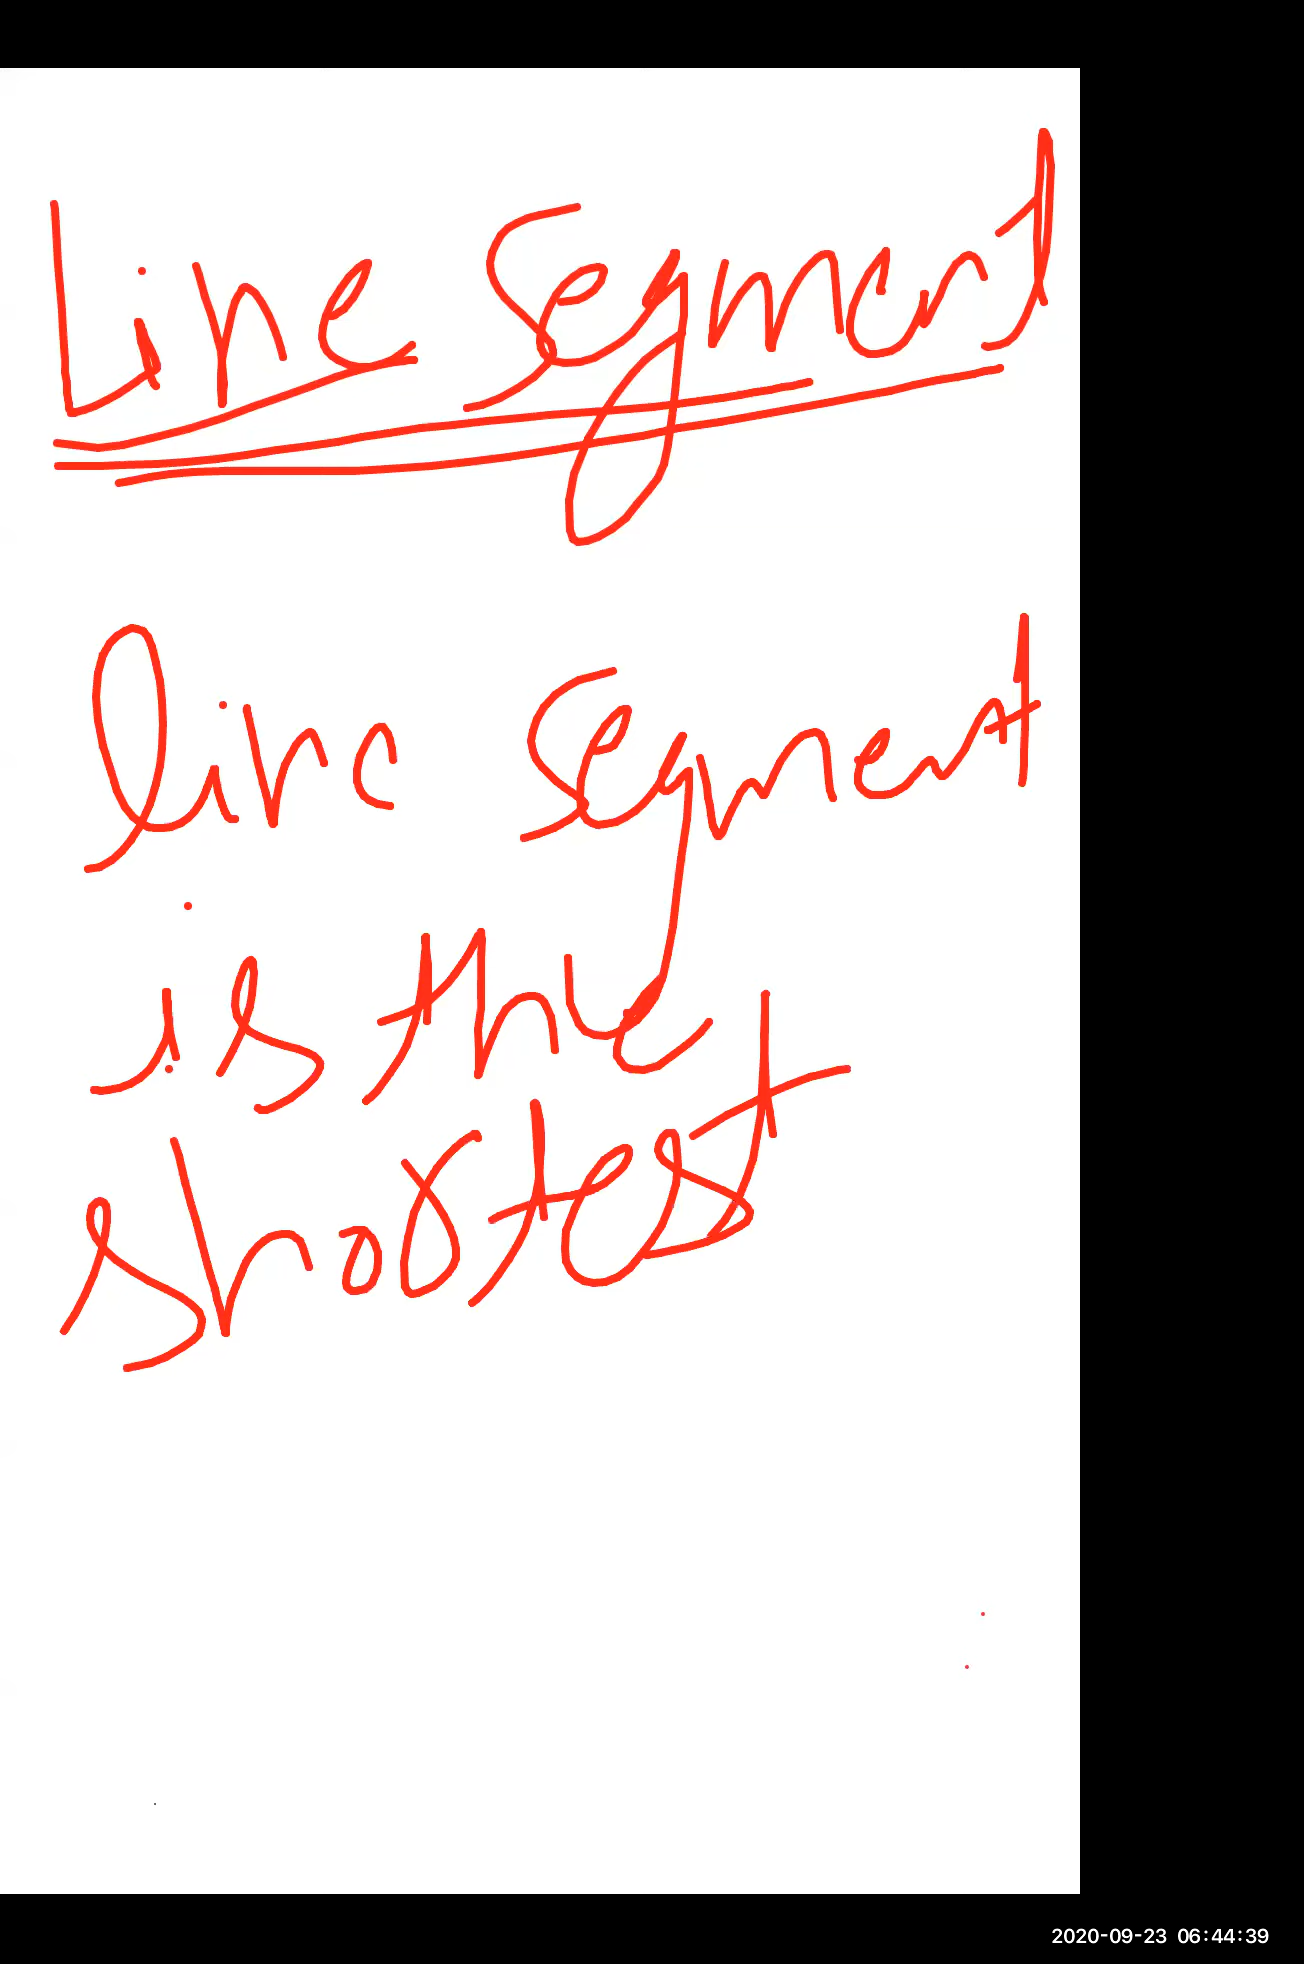 Line Segment
line segment
is the
shortest
2020-09-23 06:44:39